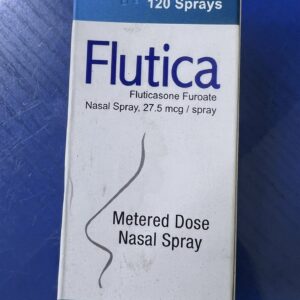 120 Sprays
Flutica
Fluticasone Furoate
Nasal Spray, 27.5 mcg / spray
Metered Dose
Nasal Spray